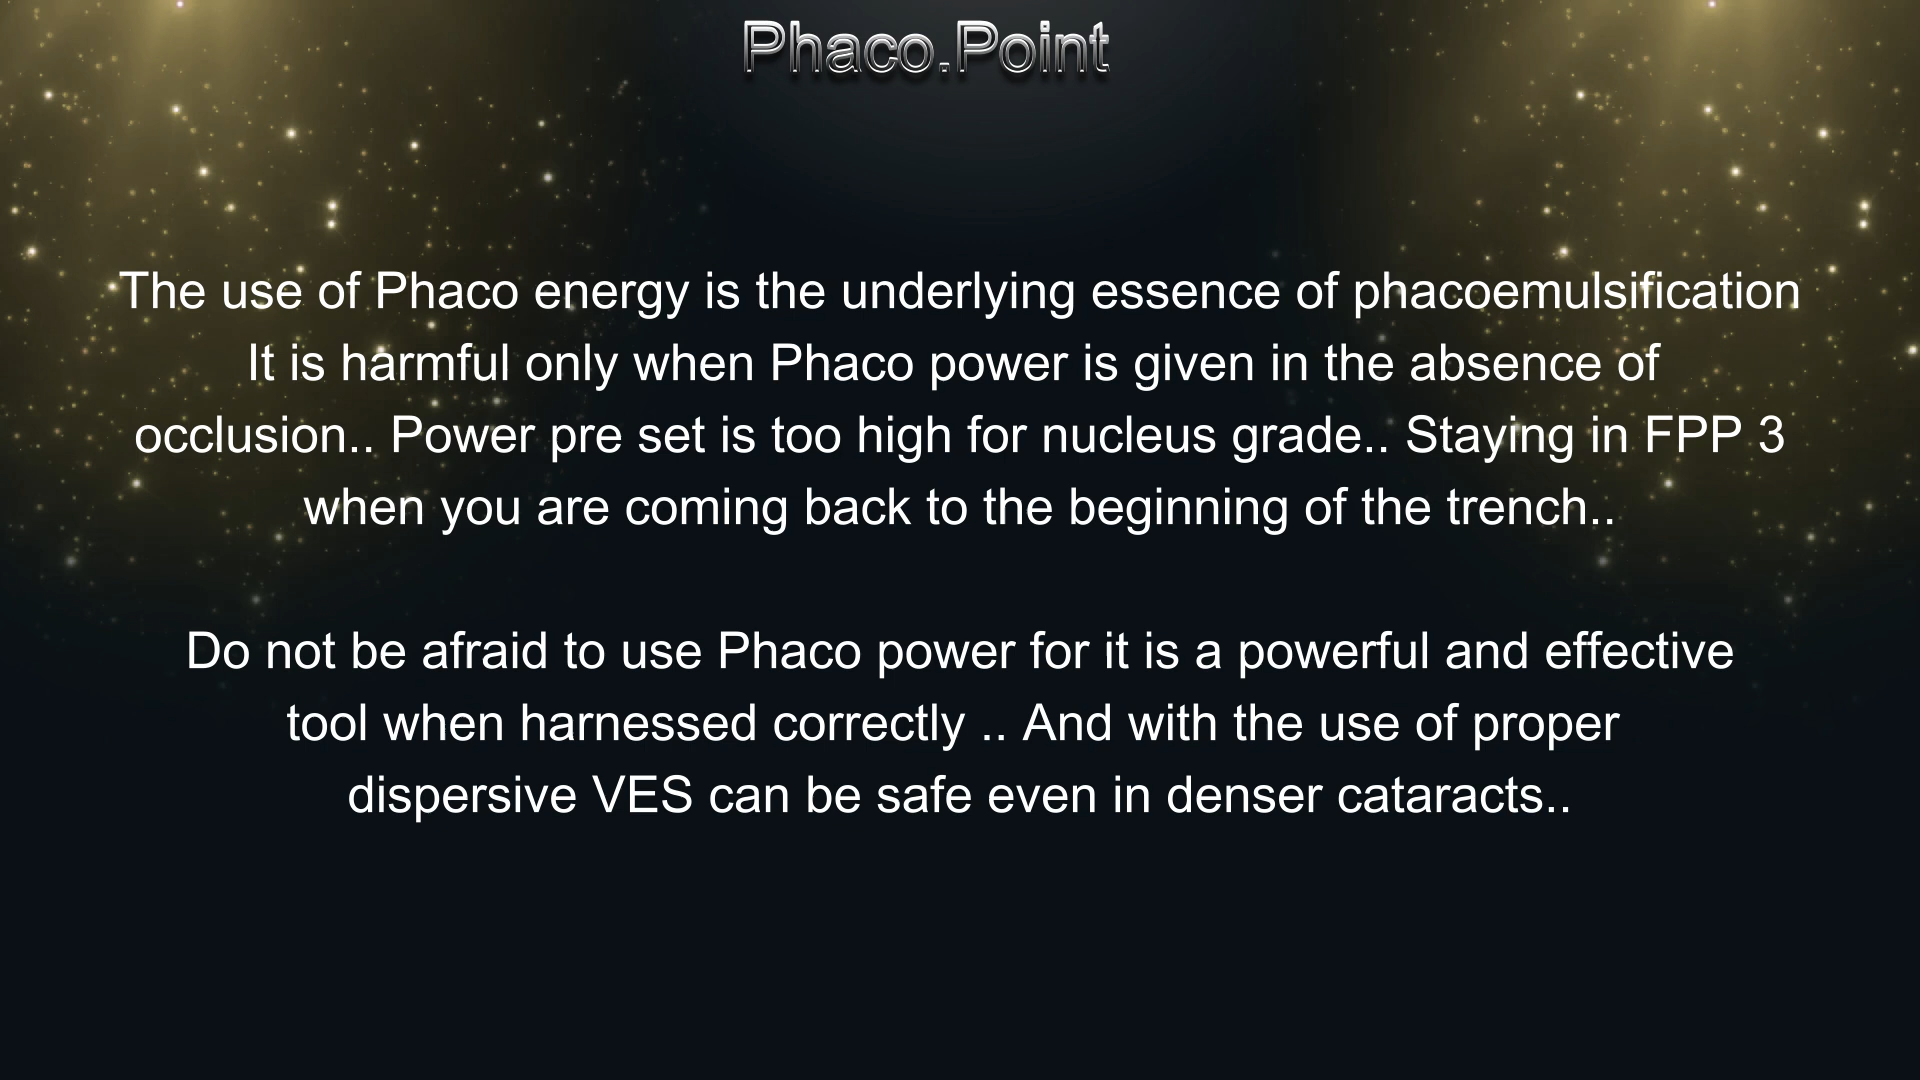 Phaco.Point
The use of Phaco energy is the underlying essence of phacoemulsification
It is harmful only when Phaco power is given in the absence of
occlusion.. Power pre set is too high for nucleus grade.. Staying in FPP 3
when you are coming back to the beginning of the trench..
Do not be afraid to use Phaco power for it is a powerful and effective
tool when harnessed correctly .. And with the use of proper
dispersive VES can be safe even in denser cataracts..